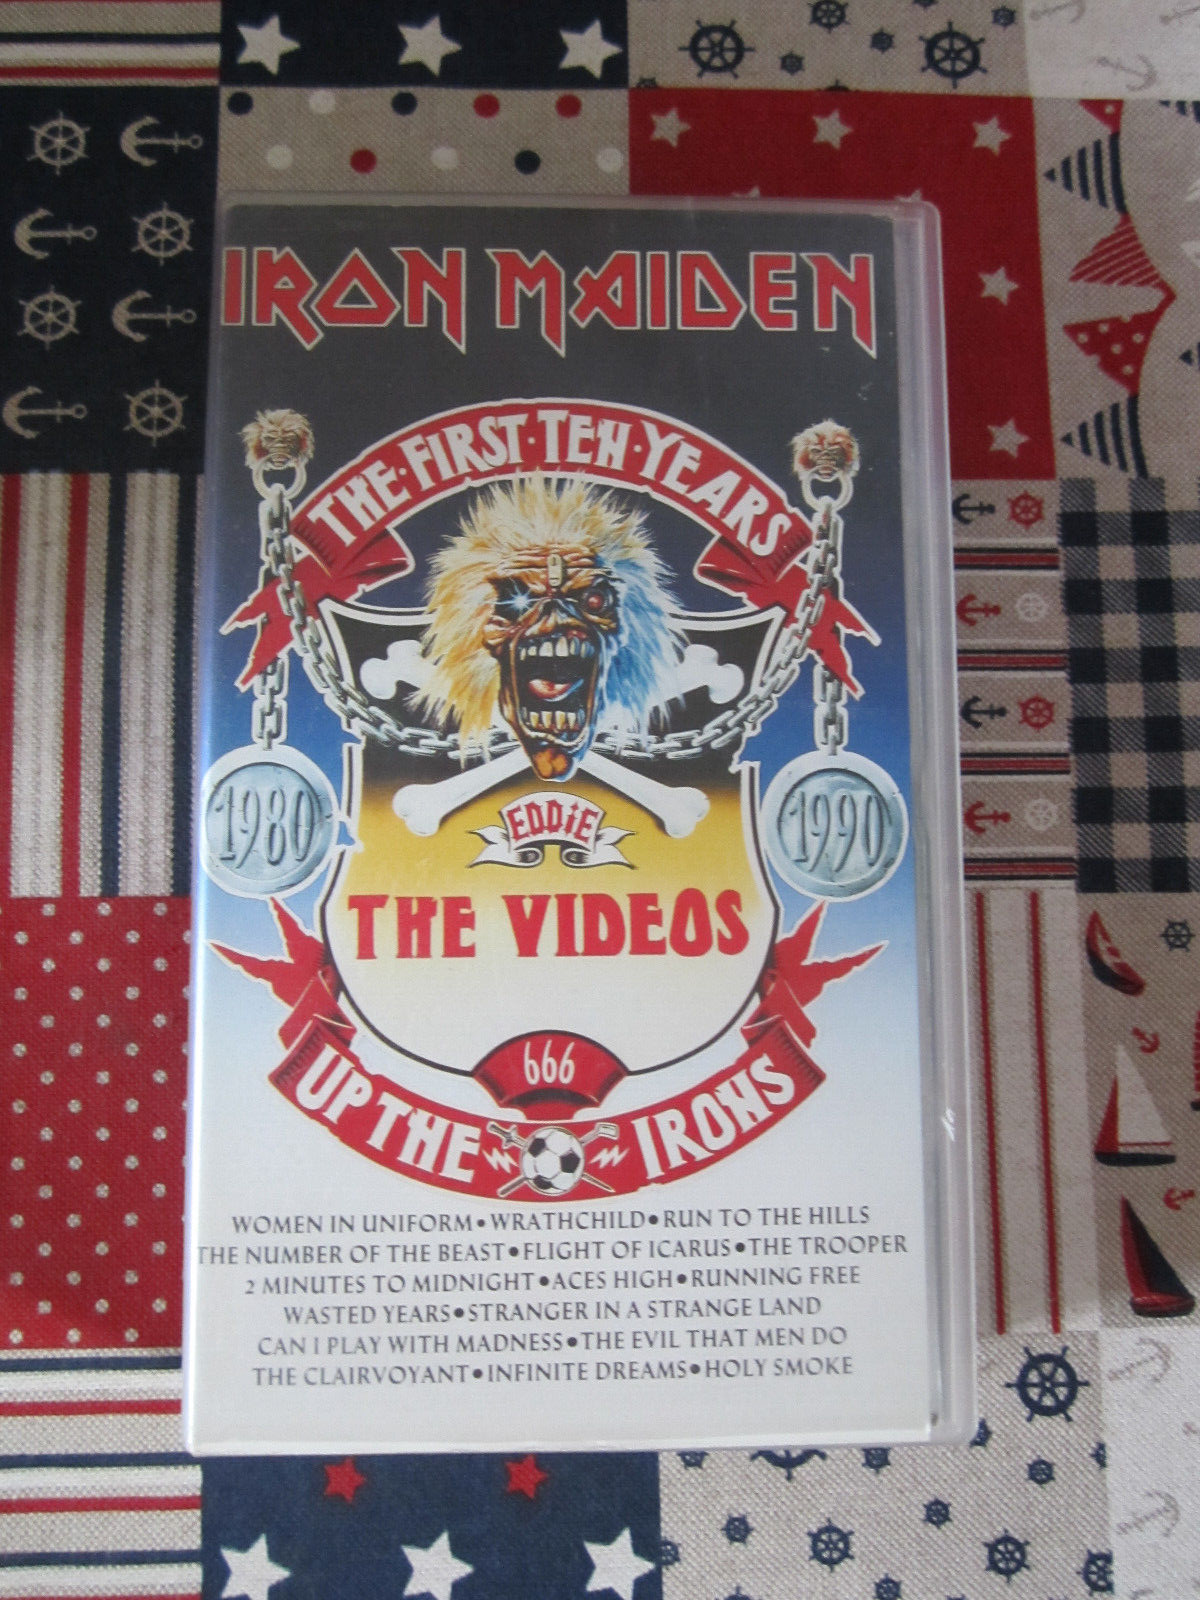 IRON MAIDEN
THE·FIRST·TEN·YEARS
1980
1990
EDDIE
THE VIDEOS
666
UP THE IRONS
WOMEN IN UNIFORM•WRATHCHILD•RUN TO THE HILLS
THE NUMBER OF THE BEAST•FLIGHT OF ICARUS•THE TROOPER
2 MINUTES TO MIDNIGHT•ACES HIGH•RUNNING FREE
WASTED YEARS•STRANGER IN A STRANGE LAND
CAN I PLAY WITH MADNESS•THE EVIL THAT MEN DO
THE CLAIRVOYANT•INFINITE DREAMS•HOLY SMOKE